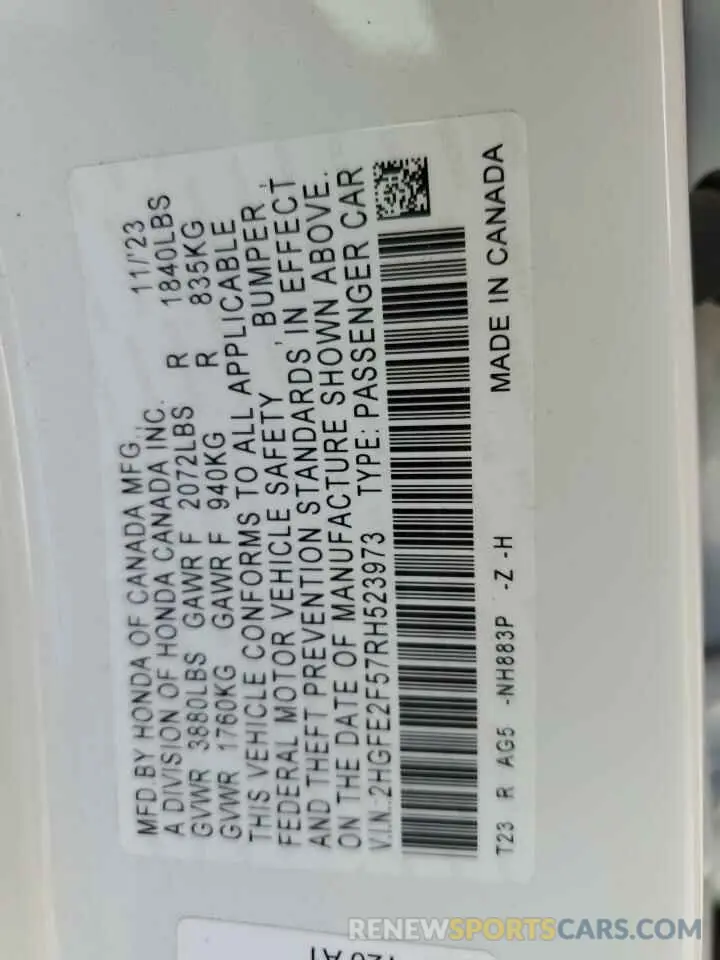 MFD.BY HONDA OF CANADA MFG., 11/'23
A DIVISION OF HONDA CANADA INC.
GVWR 3880LBS GAWR F 2072LBS R 1840LBS
GVWR 1760KG GAWR F 940KG R 835KG
THIS VEHICLE CONFORMS TO ALL APPLICABLE
FEDERAL MOTOR VEHICLE SAFETY , BUMPER ,
AND THEFT PREVENTION STANDARDS IN EFFECT
ON THE DATE OF MANUFACTURE SHOWN ABOVE.
V.I.N.:2HGFE2F57RH523973 TYPE: PASSENGER CAR
T23 R AG5 -NH883P -Z -H MADE IN CANADA
RENEWSPORTSCARS.COM